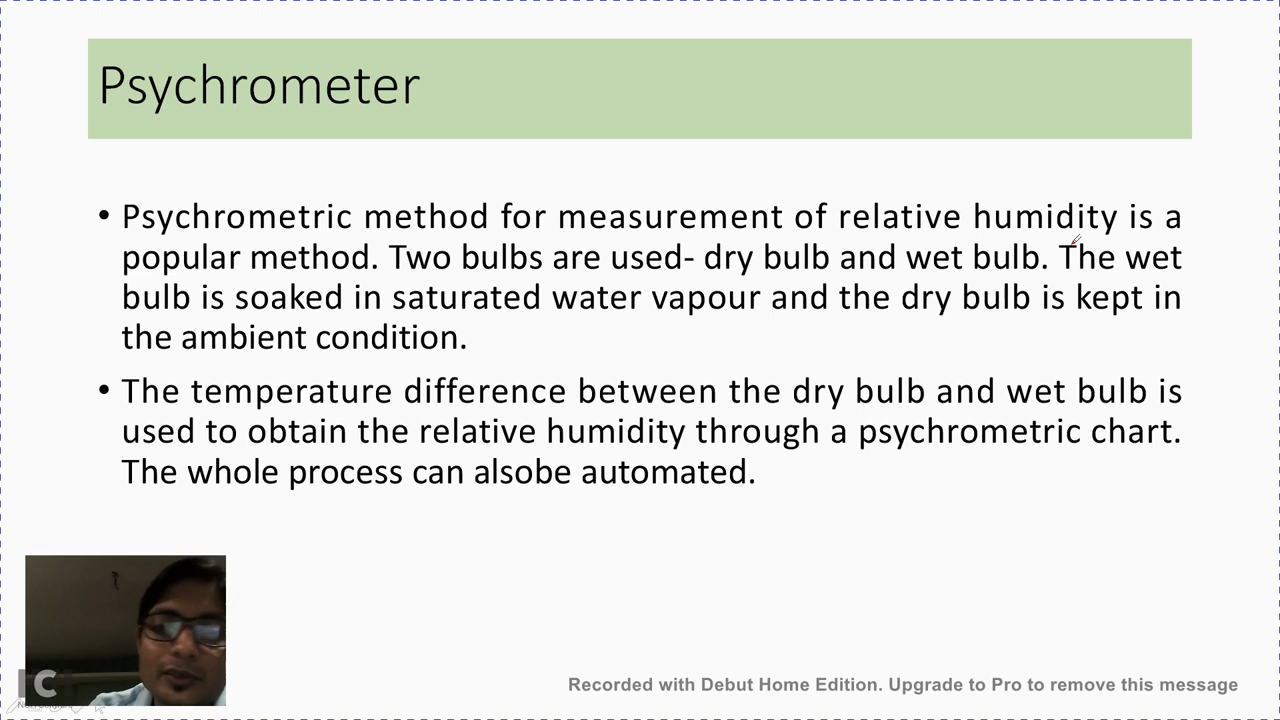 Psychrometer
• Psychrometric method for measurement of relative humidity is a
popular method. Two bulbs are used- dry bulb and wet bulb. The wet
bulb is soaked in saturated water vapour and the dry bulb is kept in
the ambient condition.
• The temperature difference between the dry bulb and wet bulb is
used to obtain the relative humidity through a psychrometric chart.
The whole process can alsobe automated.
Recorded with Debut Home Edition. Upgrade to Pro to remove this message